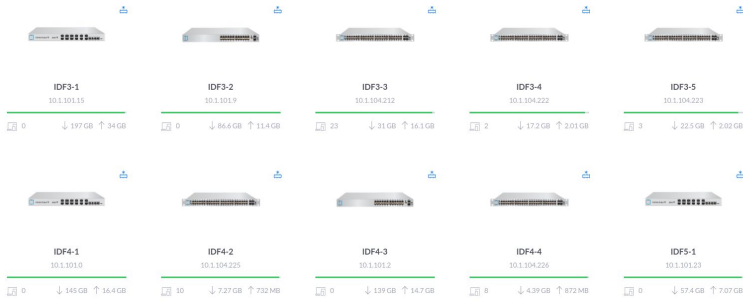 IDF3-1 IDF3-2 IDF3-3 IDF3-4 IDF3-5
10.1.101.15 10.1.101.9 10.1.104.212 10.1.104.222 10.1.104.223
0 ↓ 197 GB ↑ 34 GB 0 ↓ 86.6 GB ↑ 11.4 GB 23 ↓ 31 GB ↑ 16.1 GB 2 ↓ 17.2 GB ↑ 2.01 GB 3 ↓ 22.5 GB ↑ 2.02 GB
IDF4-1 IDF4-2 IDF4-3 IDF4-4 IDF5-1
10.1.101.0 10.1.104.225 10.1.101.2 10.1.104.226 10.1.101.23
0 ↓ 145 GB ↑ 16.4 GB 10 ↓ 7.27 GB ↑ 732 MB 0 ↓ 139 GB ↑ 14.7 GB 8 ↓ 4.39 GB ↑ 872 MB 0 ↓ 57.4 GB ↑ 7.07 GB